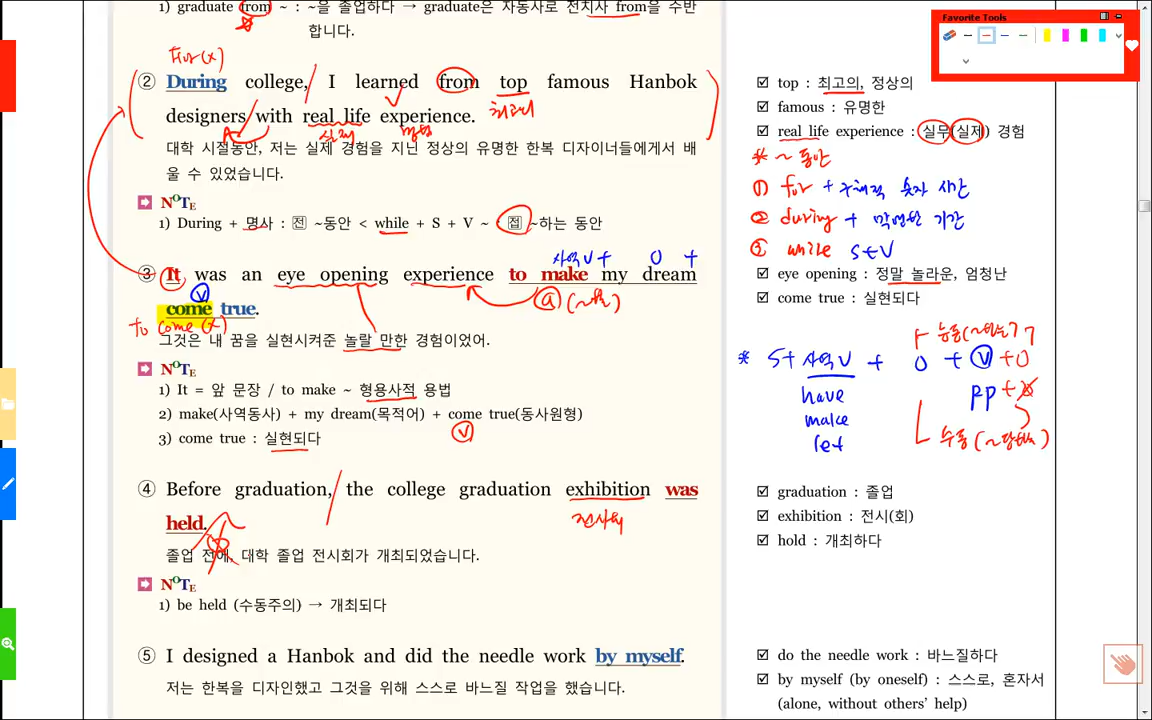 1) graduate from ~ : ~을 졸업하다 → graduate은 자동사로 전치사 from을 수반
합니다.
Favorite Tools
for(x)
② During college, I learned from top famous Hanbok
designers with real life experience.
최고의
실제
경험
대학 시절동안, 저는 실제 경험을 지닌 정상의 유명한 한복 디자이너들에게서 배
울 수 있었습니다.
NOTE
1) During + 명사 : 전 ~동안 < while + S + V ~ : 접 ~하는 동안
사역V + O +
③ It was an eye opening experience to make my dream
V
come true.
a (~할)
to come (x)
그것은 내 꿈을 실현시켜준 놀랄 만한 경험이었어.
NOTE
1) It = 앞 문장 / to make ~ 형용사적 용법
2) make(사역동사) + my dream(목적어) + come true(동사원형)
V
3) come true : 실현되다
④ Before graduation, the college graduation exhibition was
held.
전시회
졸업 전에, 대학 졸업 전시회가 개최되었습니다.
NOTE
1) be held (수동주의) → 개최되다
⑤ I designed a Hanbok and did the needle work by myself.
저는 한복을 디자인했고 그것을 위해 스스로 바느질 작업을 했습니다.
top : 최고의, 정상의
famous : 유명한
real life experience : 실무(실제) 경험
* ~ 동안
① for + 구체적 숫자 시간
② during + 막연한 기간
③ while S+V
eye opening : 정말 놀라운, 엄청난
come true : 실현되다
* S + 사역V + O + V + O
have
make
let
pp +
수동
graduation : 졸업
exhibition : 전시(회)
hold : 개최하다
do the needle work : 바느질하다
by myself (by oneself) : 스스로, 혼자서
(alone, without others' help)